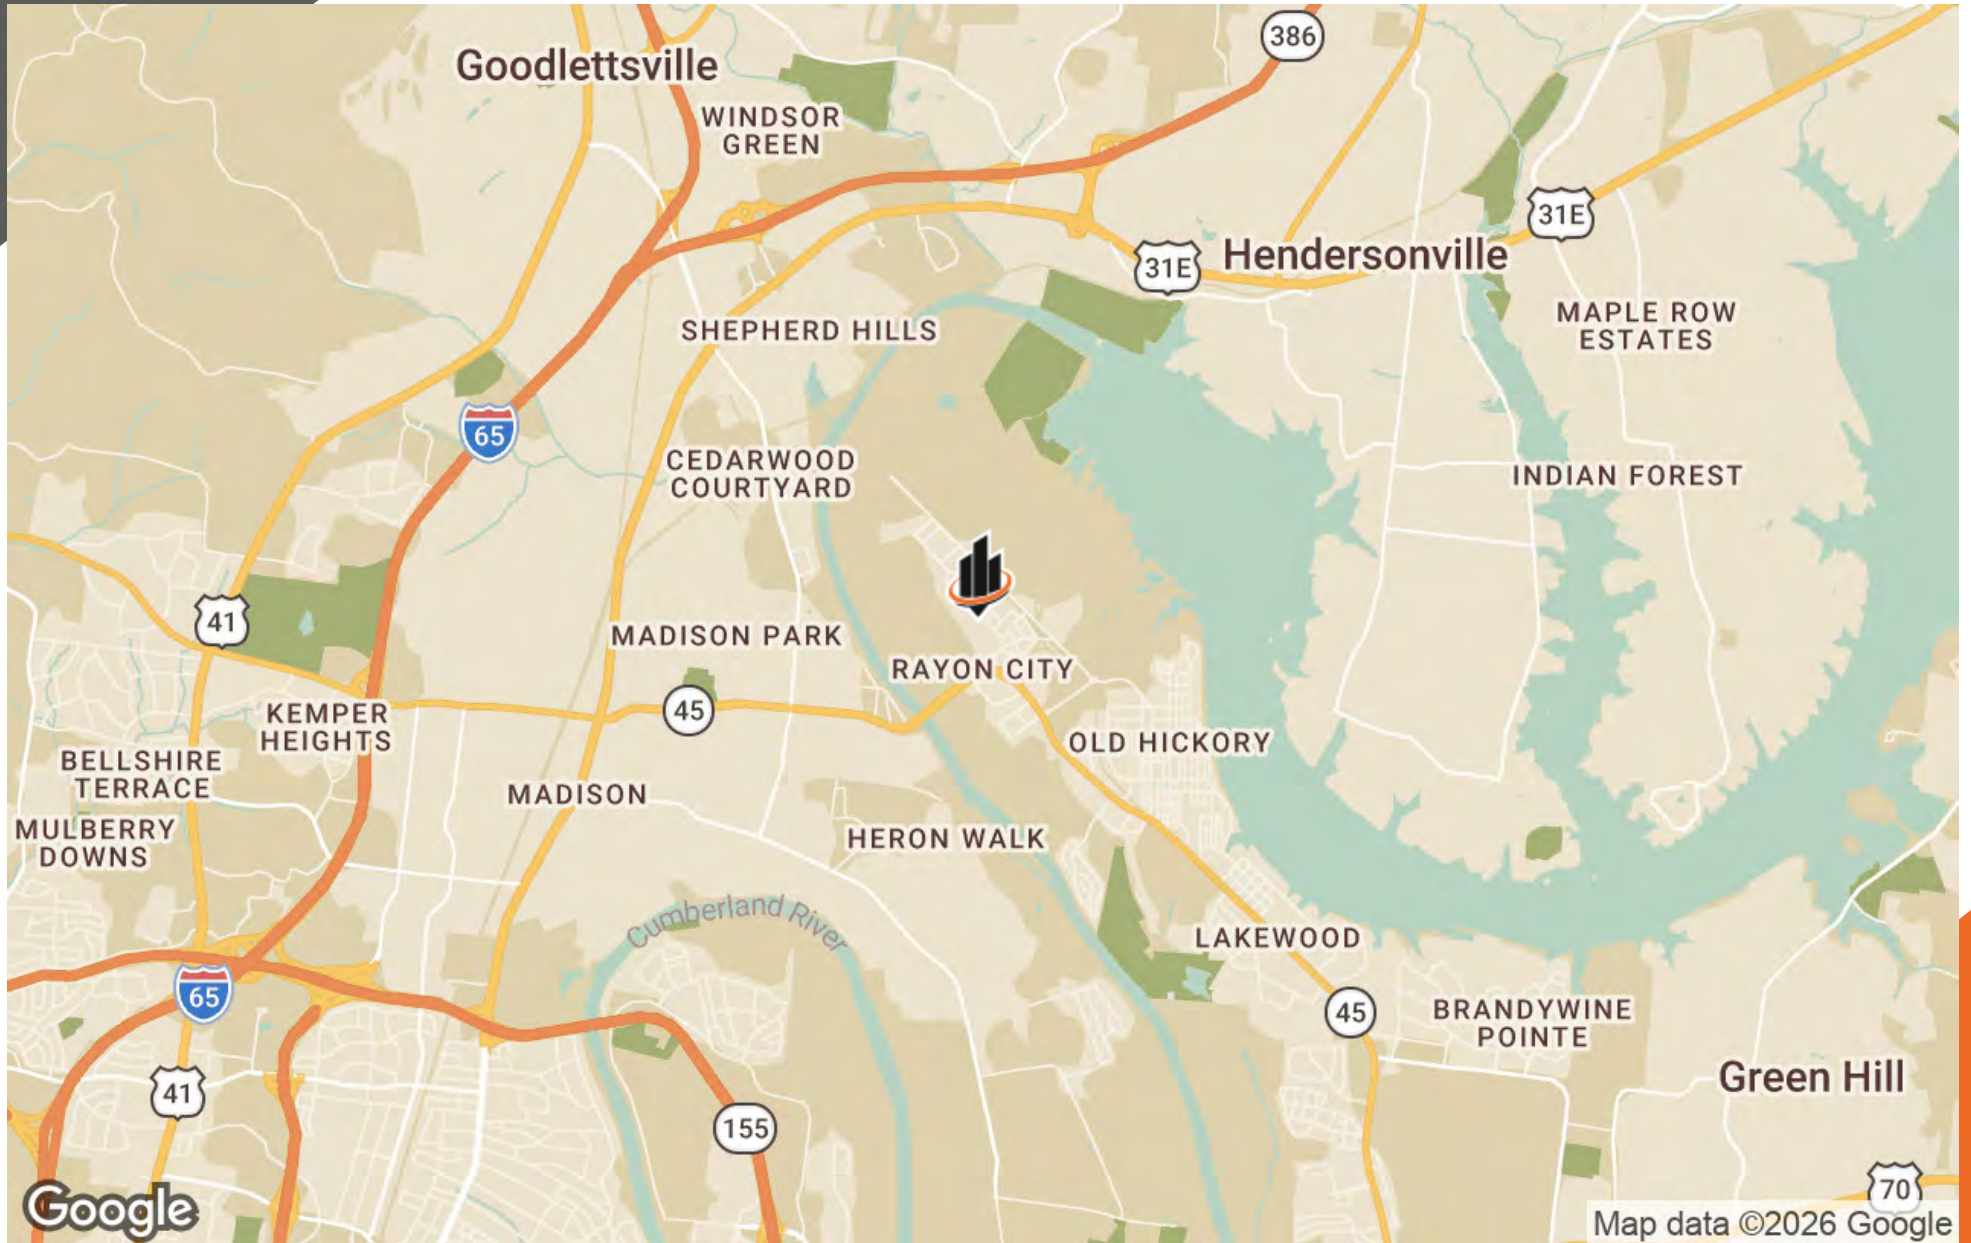 386
Goodlettsville
WINDSOR
GREEN
31E
31E
Hendersonville
MAPLE ROW
ESTATES
SHEPHERD HILLS
65
CEDARWOOD
COURTYARD
INDIAN FOREST
41
MADISON PARK
RAYON CITY
45
KEMPER
HEIGHTS
OLD HICKORY
BELLSHIRE
TERRACE
MADISON
MULBERRY
DOWNS
HERON WALK
Cumberland River
LAKEWOOD
65
45
BRANDYWINE
POINTE
Green Hill
41
155
70
Google
Map data ©2026 Google